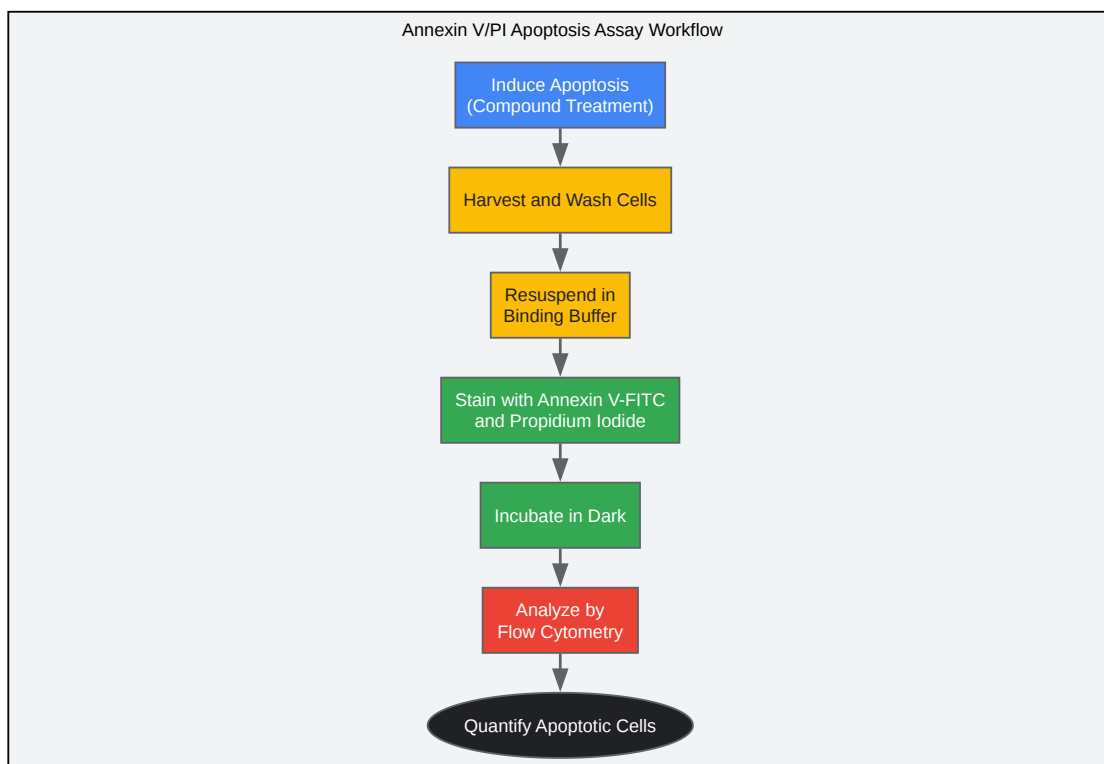 Annexin V/PI Apoptosis Assay Workflow
Induce Apoptosis
(Compound Treatment)
Harvest and Wash Cells
Resuspend in
Binding Buffer
Stain with Annexin V-FITC
and Propidium Iodide
Incubate in Dark
Analyze by
Flow Cytometry
Quantify Apoptotic Cells